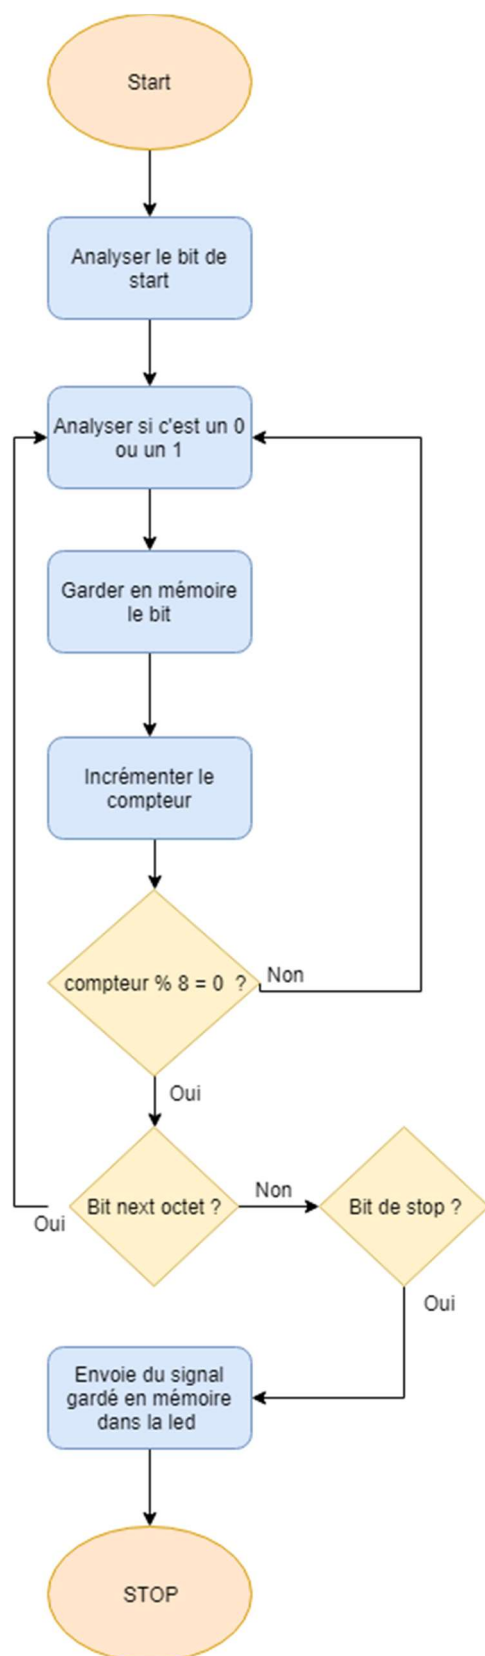 Start
Analyser le bit de
start
Analyser si c'est un 0
ou un 1
Garder en mémoire
le bit
Incrémenter le
compteur
compteur % 8 = 0 ?
Non
Oui
Bit next octet ?
Non
Bit de stop ?
Oui
Oui
Envoie du signal
gardé en mémoire
dans la led
STOP